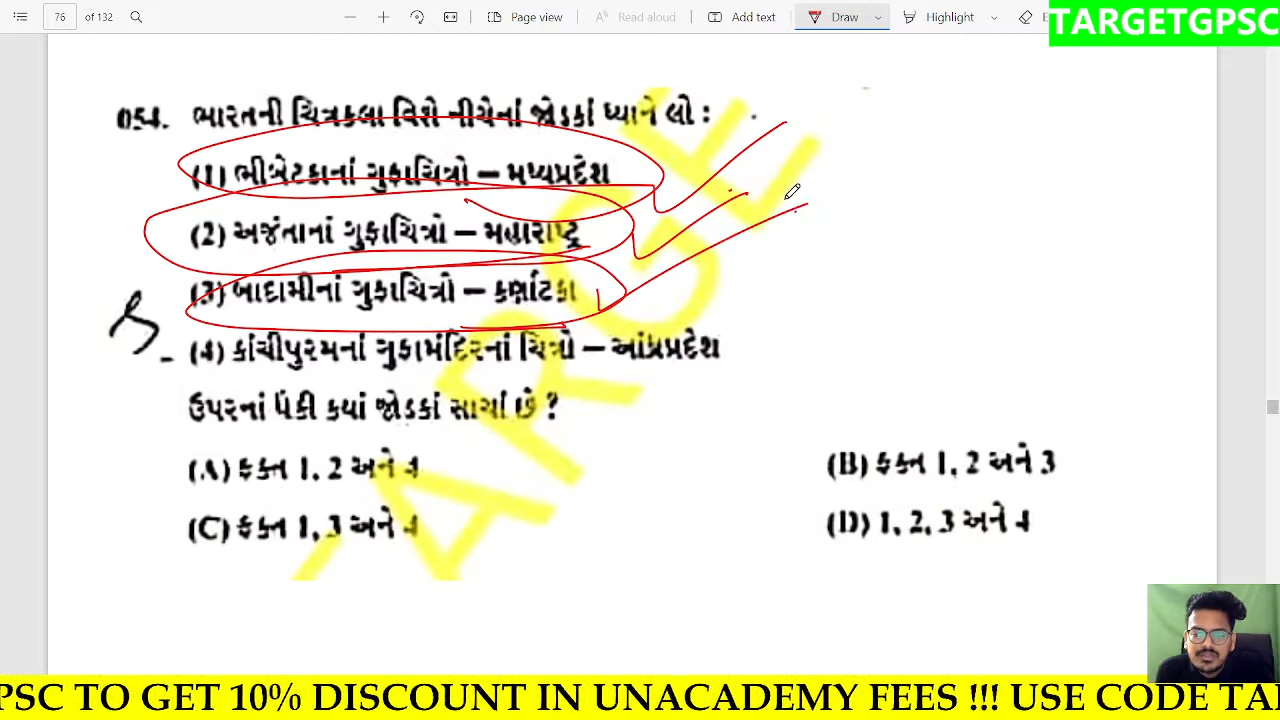 76 of 132 Page view Read aloud Add text Draw Highlight
TARGETGPSC
054. ભારતની ચિત્રકલા વિશે નીચેનાં જોડકાં ધ્યાને લો :
(1) ભીમબેટકાનાં ગુફાચિત્રો – મધ્યપ્રદેશ
(2) અજંતાનાં ગુફાચિત્રો – મહારાષ્ટ્ર
(3) બાદામીનાં ગુફાચિત્રો – કર્ણાટકા
(4) કાંચીપુરમનાં ગુફામંદિરનાં ચિત્રો – આંધ્રપ્રદેશ
ઉપરનાં પૈકી કયાં જોડકાં સાચાં છે ?
(A) ફક્ત 1, 2 અને 4
(B) ફક્ત 1, 2 અને 3
(C) ફક્ત 1, 3 અને 4
(D) 1, 2, 3 અને 4
TARGE
PSC TO GET 10% DISCOUNT IN UNACADEMY FEES !!! USE CODE TA